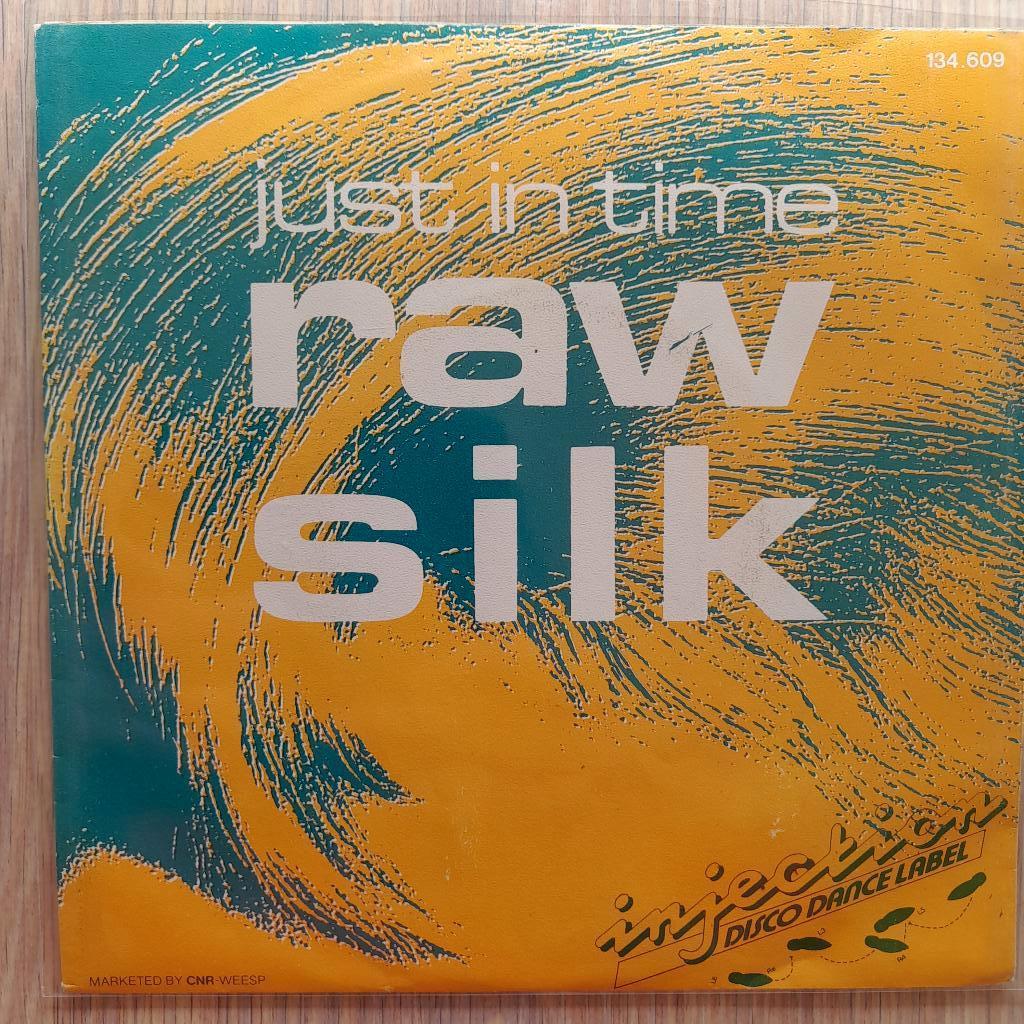 134.609
just in time
raw
silk
injection
DISCO DANCE LABEL
MARKETED BY CNR-WEESP